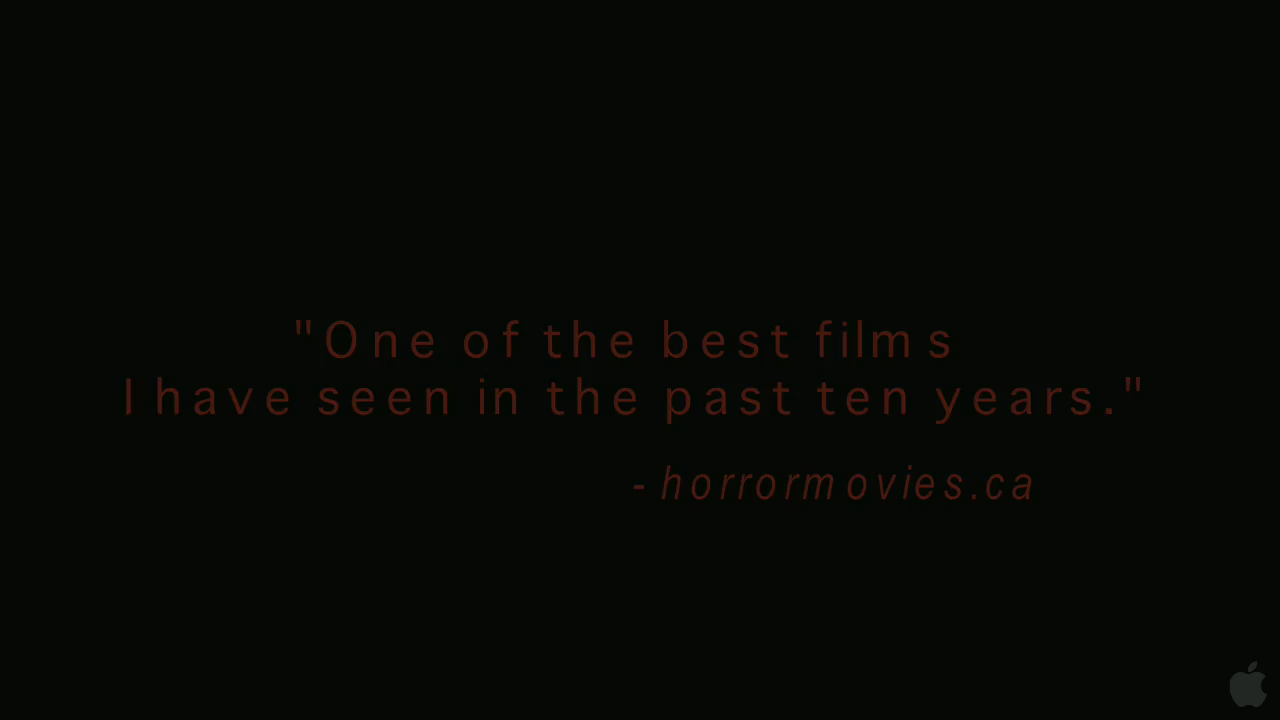 "One of the best films
I have seen in the past ten years."
- horrormovies.ca